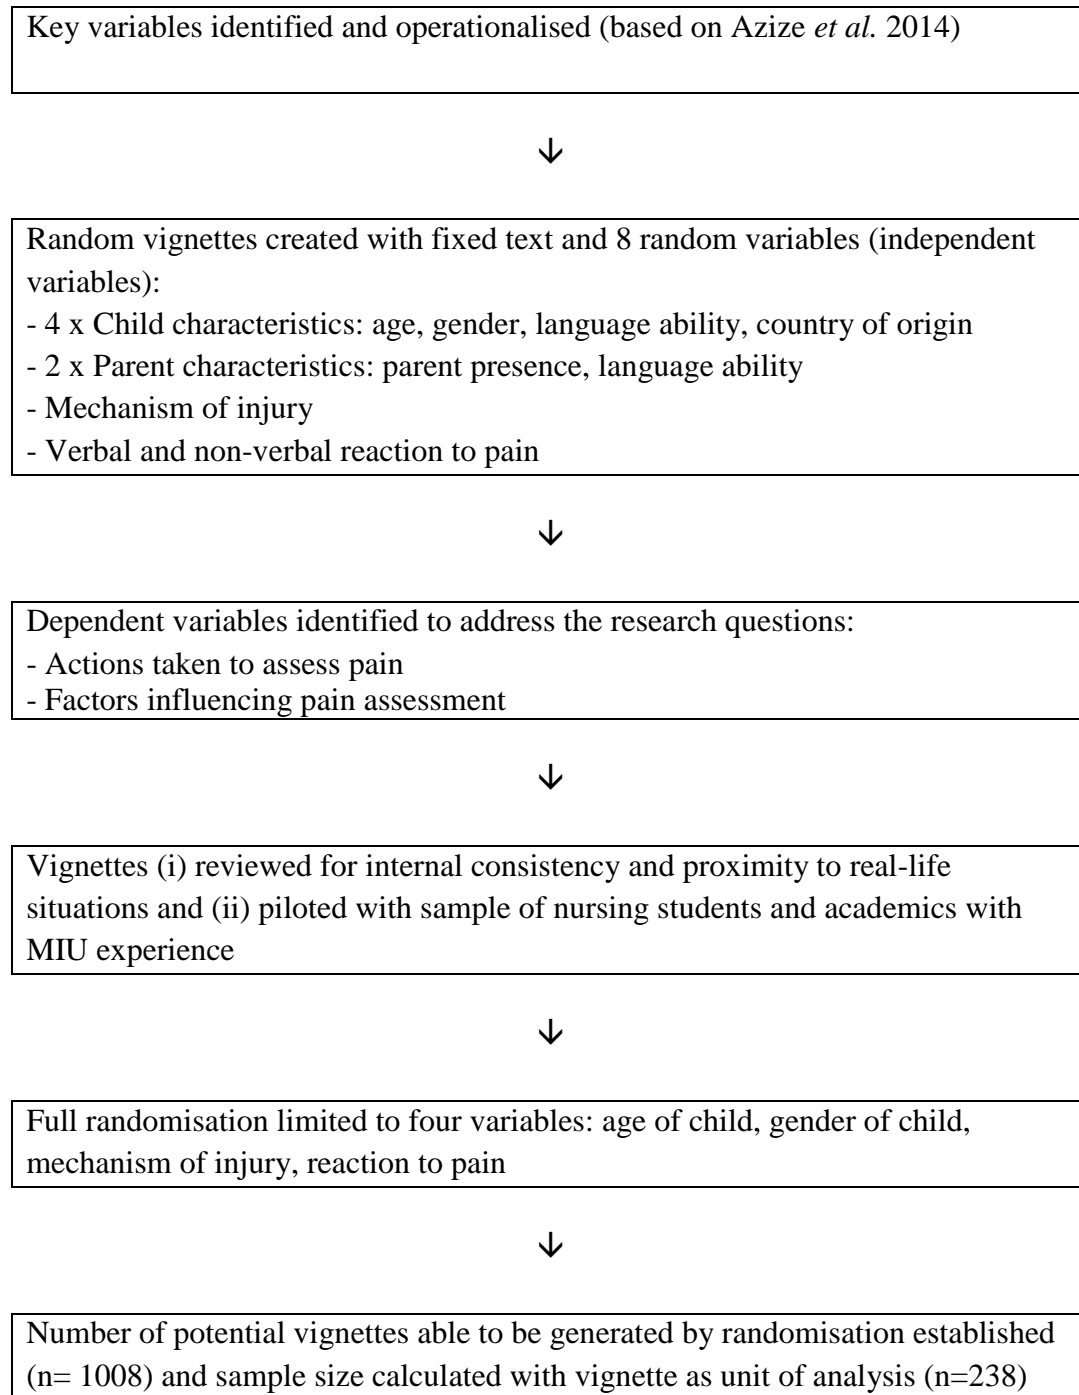 Key variables identified and operationalised (based on Azize et al. 2014)
↓
Random vignettes created with fixed text and 8 random variables (independent
variables):
- 4 x Child characteristics: age, gender, language ability, country of origin
- 2 x Parent characteristics: parent presence, language ability
- Mechanism of injury
- Verbal and non-verbal reaction to pain
↓
Dependent variables identified to address the research questions:
- Actions taken to assess pain
- Factors influencing pain assessment
↓
Vignettes (i) reviewed for internal consistency and proximity to real-life
situations and (ii) piloted with sample of nursing students and academics with
MIU experience
↓
Full randomisation limited to four variables: age of child, gender of child,
mechanism of injury, reaction to pain
↓
Number of potential vignettes able to be generated by randomisation established
(n= 1008) and sample size calculated with vignette as unit of analysis (n=238)